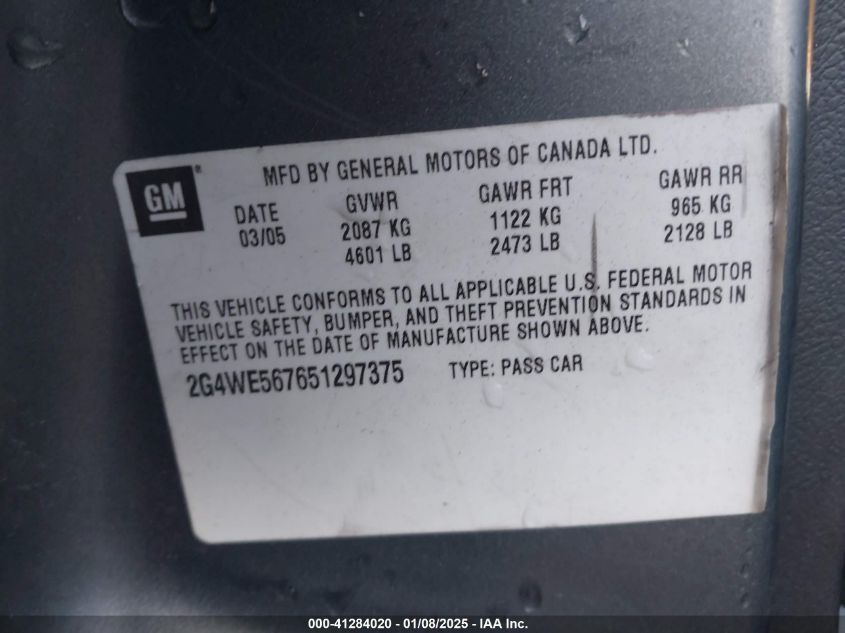 GM
MFD BY GENERAL MOTORS OF CANADA LTD.
DATE GVWR GAWR FRT GAWR RR
03/05 2087 KG 1122 KG 965 KG
4601 LB 2473 LB 2128 LB
THIS VEHICLE CONFORMS TO ALL APPLICABLE U.S. FEDERAL MOTOR
VEHICLE SAFETY, BUMPER, AND THEFT PREVENTION STANDARDS IN
EFFECT ON THE DATE OF MANUFACTURE SHOWN ABOVE.
2G4WE567651297375 TYPE: PASS CAR
000-41284020 - 01/08/2025 - IAA Inc.